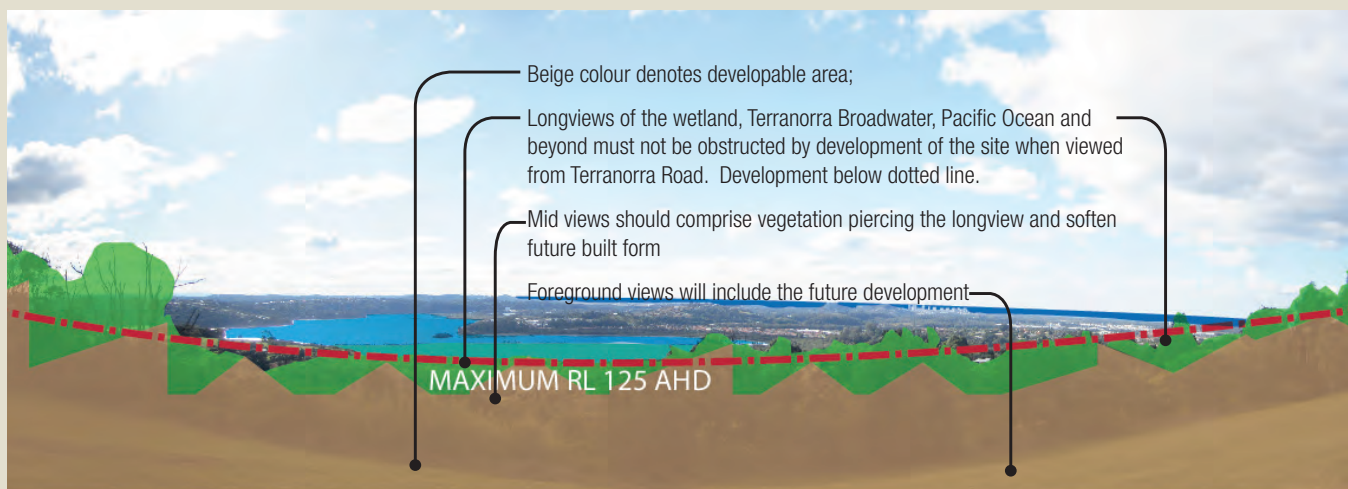 Beige colour denotes developable area;
Longviews of the wetland, Terranorra Broadwater, Pacific Ocean and
beyond must not be obstructed by development of the site when viewed
from Terranorra Road.  Development below dotted line.
Mid views should comprise vegetation piercing the longview and soften
future built form
Foreground views will include the future development
MAXIMUM RL 125 AHD